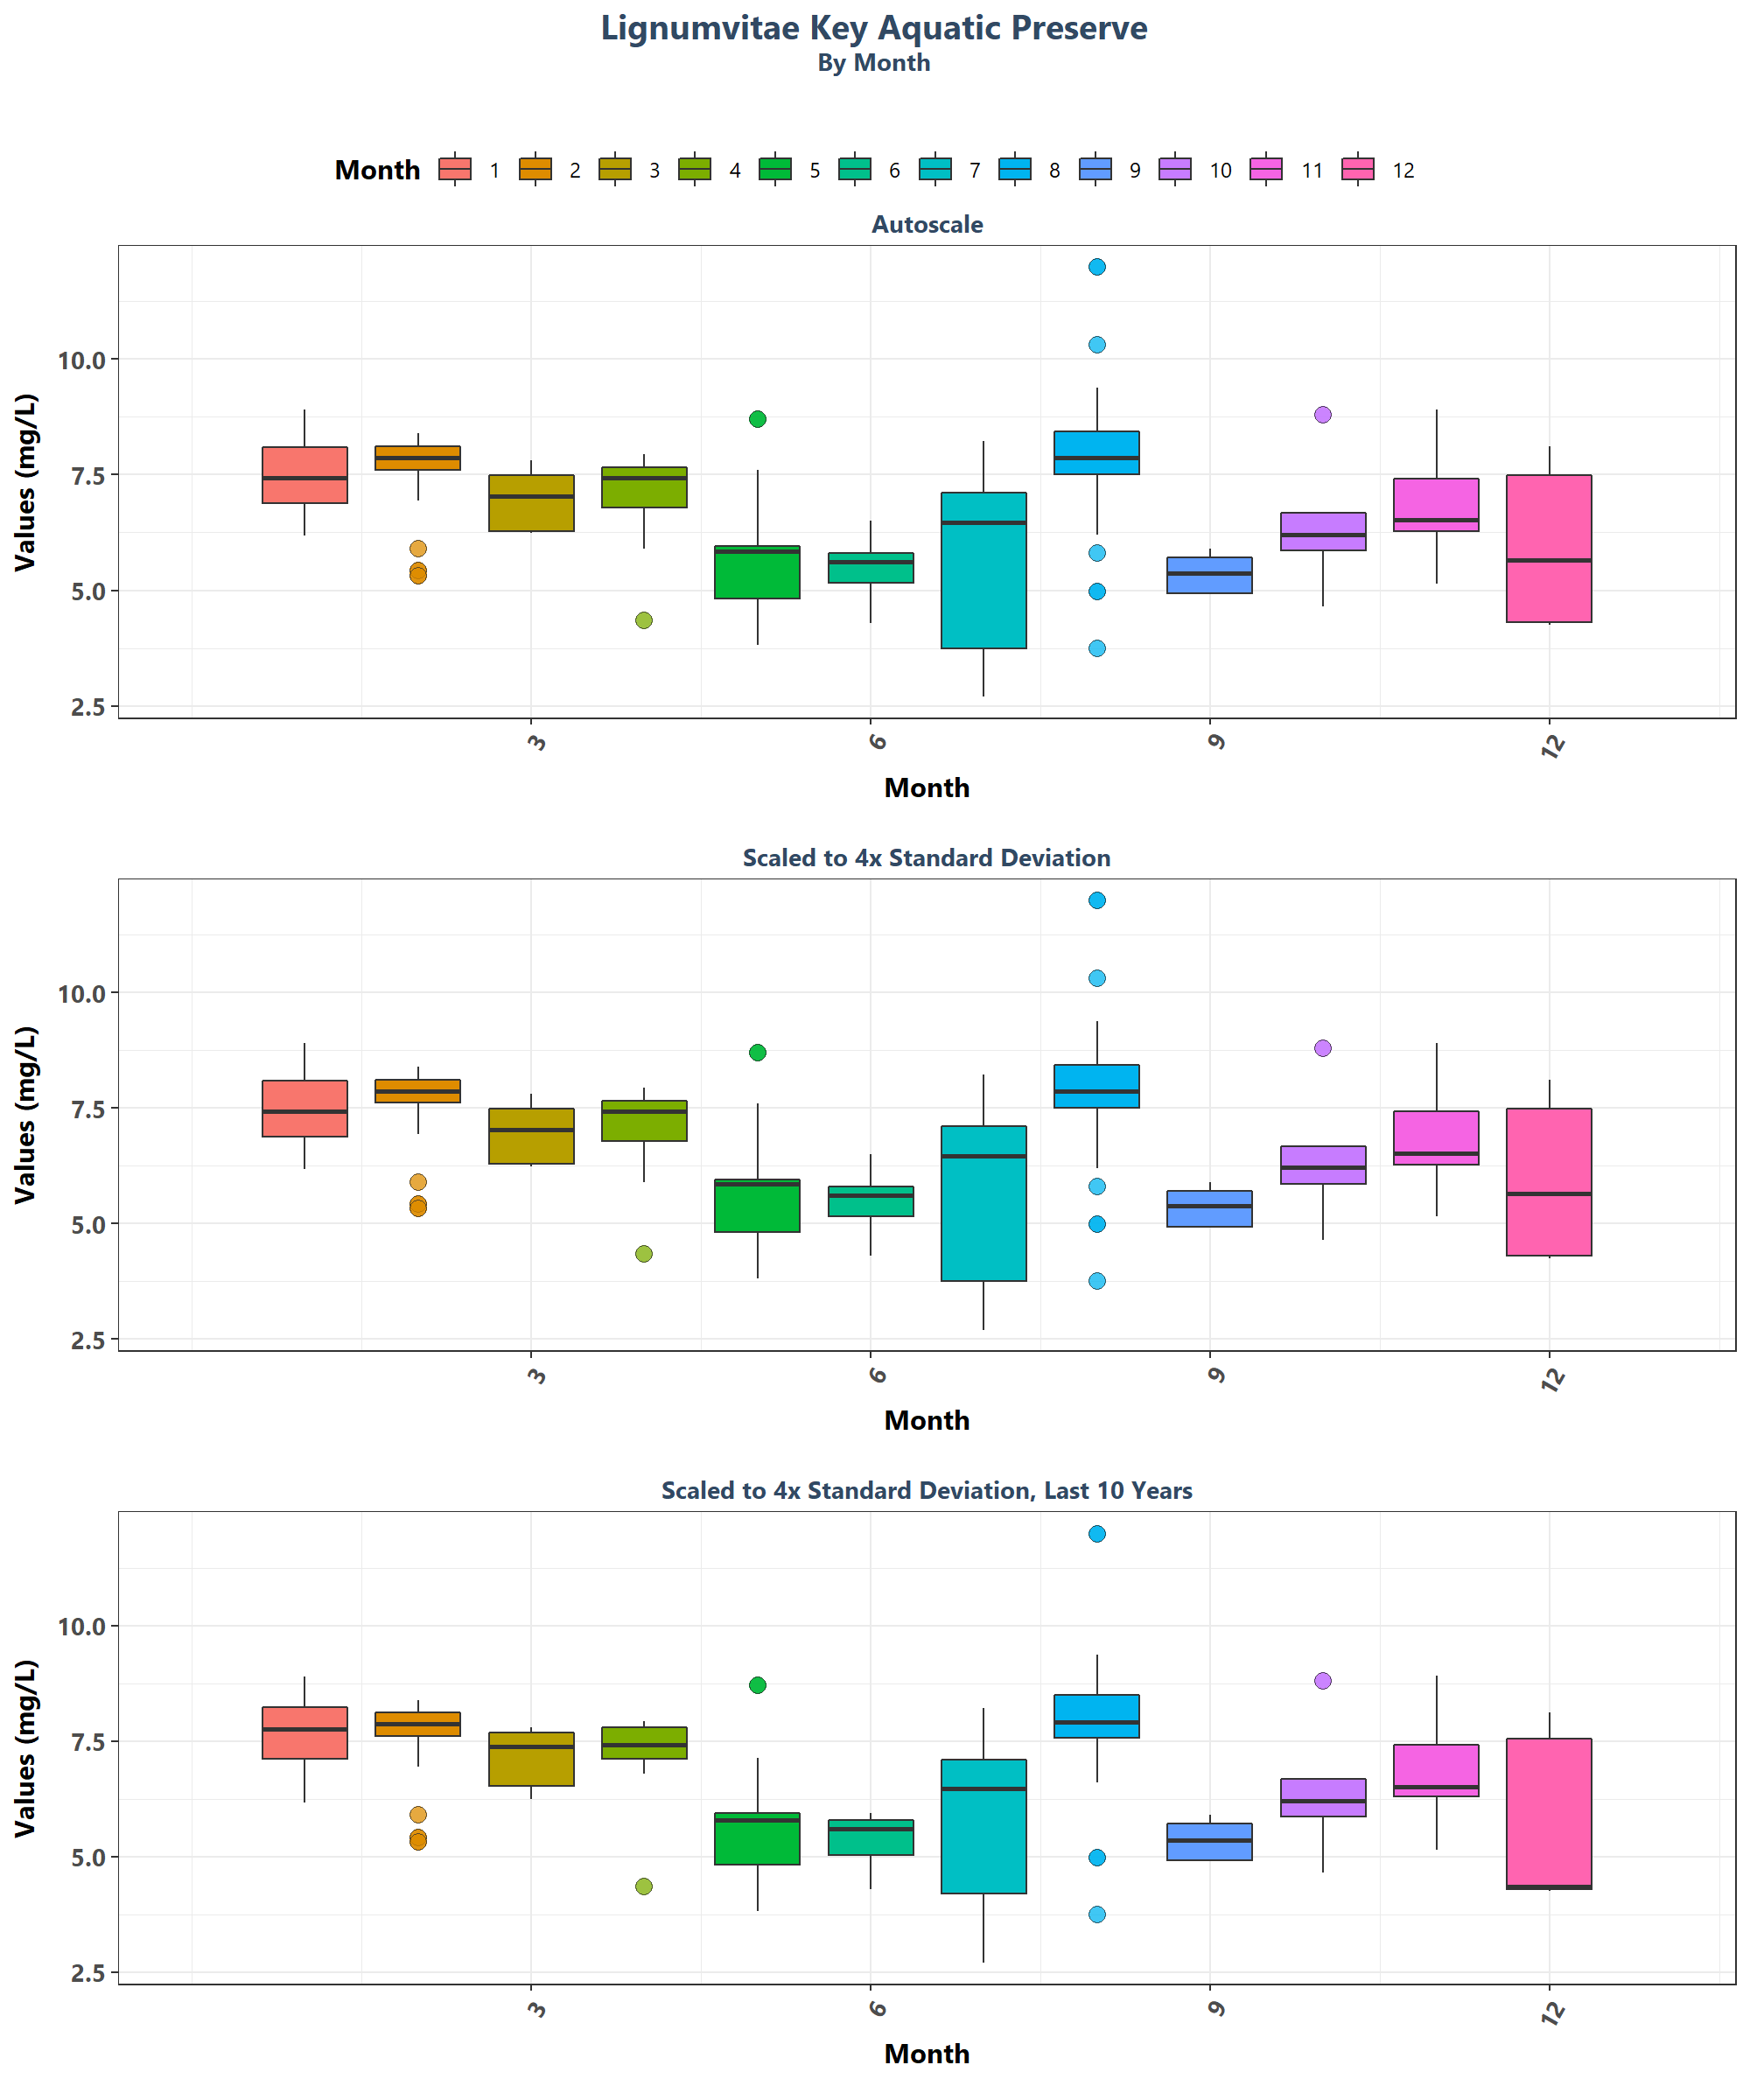 Lignumvitae Key Aquatic Preserve
By Month
Month 1 2 3 4 5 6 7 8 9 10 11 12
Autoscale
Values (mg/L)
10.0
7.5
5.0
2.5
3 6 9 12
Month
Scaled to 4x Standard Deviation
Values (mg/L)
10.0
7.5
5.0
2.5
3 6 9 12
Month
Scaled to 4x Standard Deviation, Last 10 Years
Values (mg/L)
10.0
7.5
5.0
2.5
3 6 9 12
Month